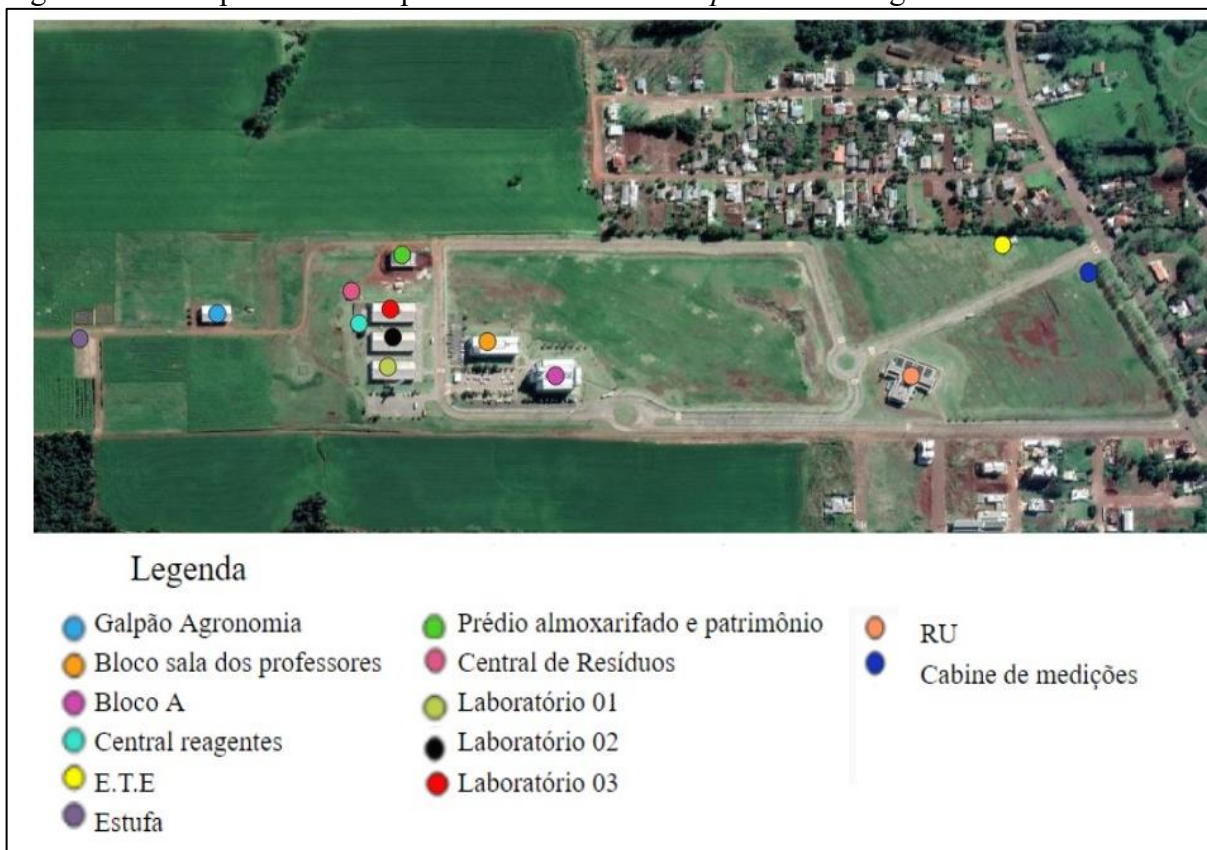 Legenda
Galpão Agronomia
Bloco sala dos professores
Bloco A
Central reagentes
E.T.E
Estufa
Prédio almoxarifado e patrimônio
Central de Resíduos
Laboratório 01
Laboratório 02
Laboratório 03
RU
Cabine de medições